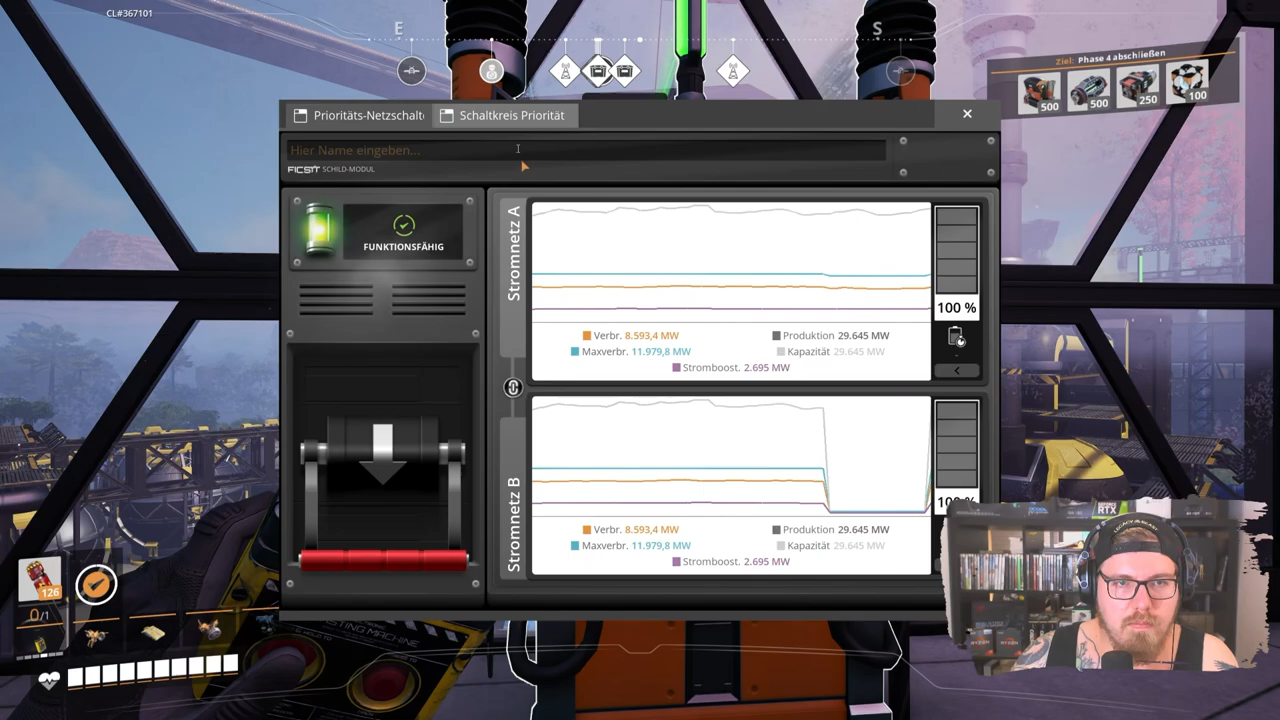 CL#367101
E
S
Ziel: Phase 4 abschließen
500
500
250
100
Prioritäts-Netzschalt
Schaltkreis Priorität
Hier Name eingeben...
FICSIT SCHILD-MODUL
FUNKTIONSFÄHIG
Stromnetz A
Verbr. 8.593,4 MW
Produktion 29.645 MW
Maxverbr. 11.979,8 MW
Kapazität 29.645 MW
Stromboost. 2.695 MW
100 %
Stromnetz B
Verbr. 8.593,4 MW
Produktion 29.645 MW
Maxverbr. 11.979,8 MW
Kapazität 29.645 MW
Stromboost. 2.695 MW
100 %
126
0/1
RTX